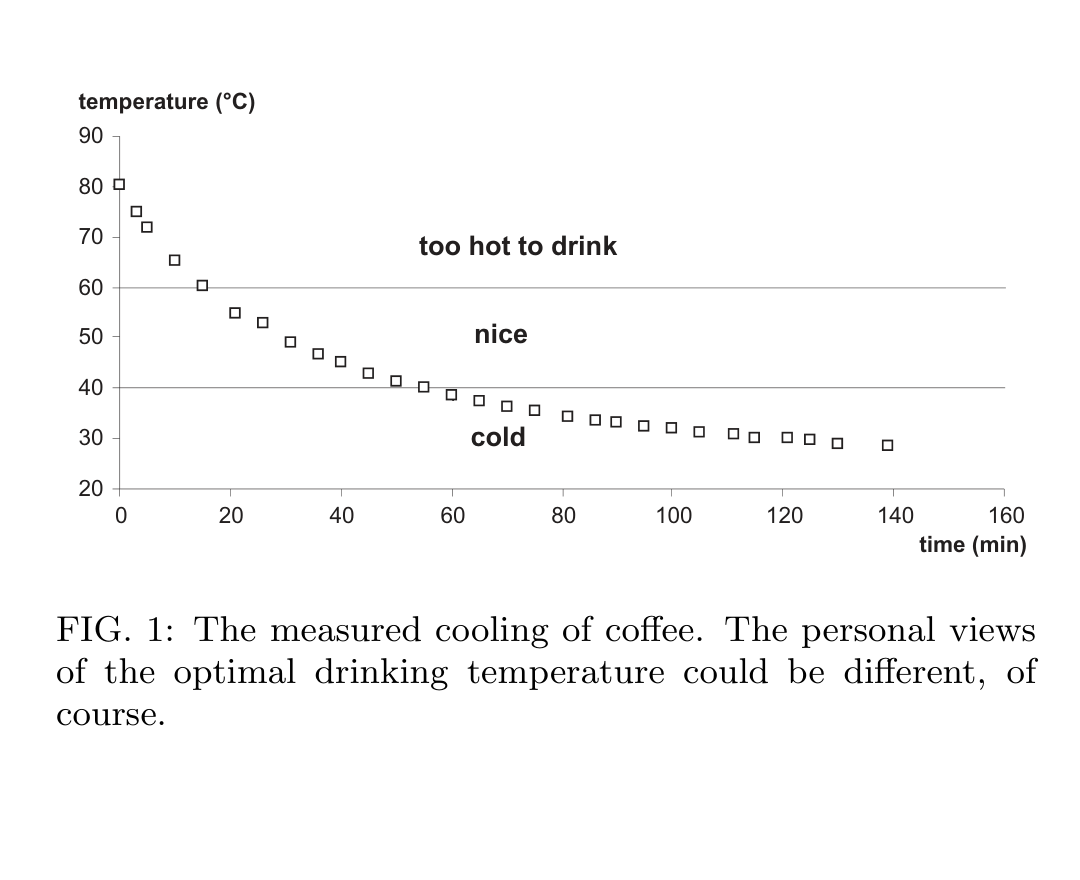 temperature (°C)
90
80
70
too hot to drink
60
50
nice
40
30
cold
20
0 20 40 60 80 100 120 140 160
time (min)
FIG. 1: The measured cooling of coffee. The personal views
of the optimal drinking temperature could be different, of
course.